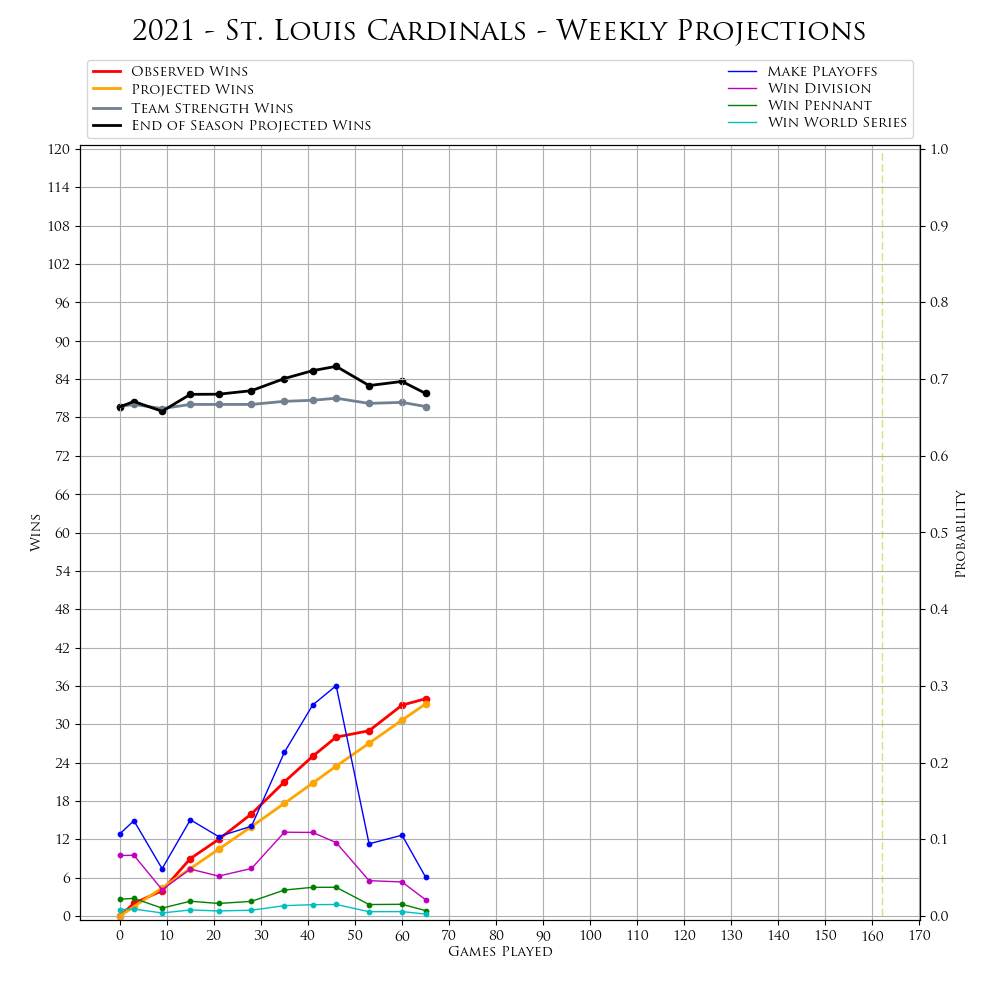 2021 - St. Louis Cardinals - Weekly Projections
Observed Wins
Projected Wins
Team Strength Wins
End of Season Projected Wins
Make Playoffs
Win Division
Win Pennant
Win World Series
120
114
108
102
96
90
84
78
72
66
60
54
48
42
36
30
24
18
12
6
0
Wins
1.0
0.9
0.8
0.7
0.6
0.5
0.4
0.3
0.2
0.1
0.0
Probability
0 10 20 30 40 50 60 70 80 90 100 110 120 130 140 150 160 170
Games Played